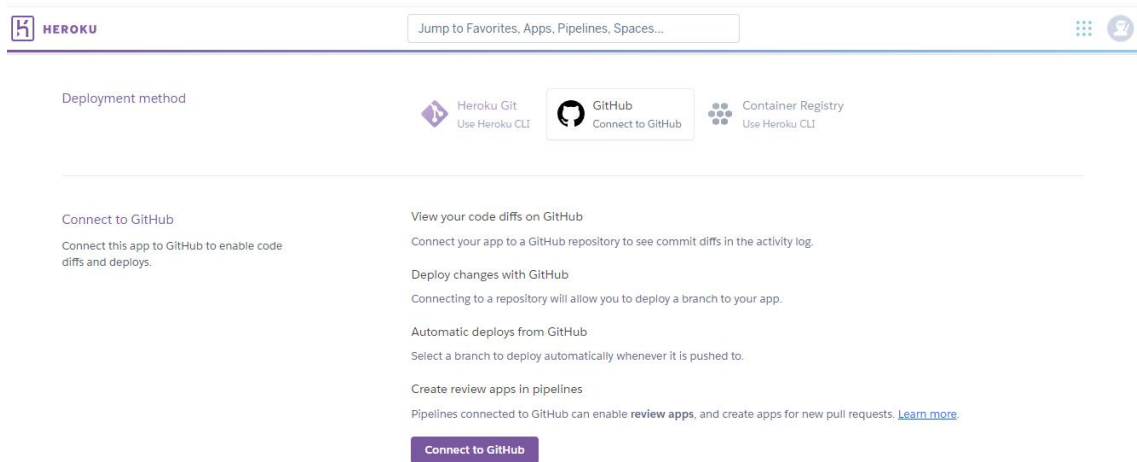 HEROKU
Jump to Favorites, Apps, Pipelines, Spaces...
Deployment method
Heroku Git
Use Heroku CLI
GitHub
Connect to GitHub
Container Registry
Use Heroku CLI
Connect to GitHub
Connect this app to GitHub to enable code
diffs and deploys.
View your code diffs on GitHub
Connect your app to a GitHub repository to see commit diffs in the activity log.
Deploy changes with GitHub
Connecting to a repository will allow you to deploy a branch to your app.
Automatic deploys from GitHub
Select a branch to deploy automatically whenever it is pushed to.
Create review apps in pipelines
Pipelines connected to GitHub can enable review apps, and create apps for new pull requests. Learn more.
Connect to GitHub